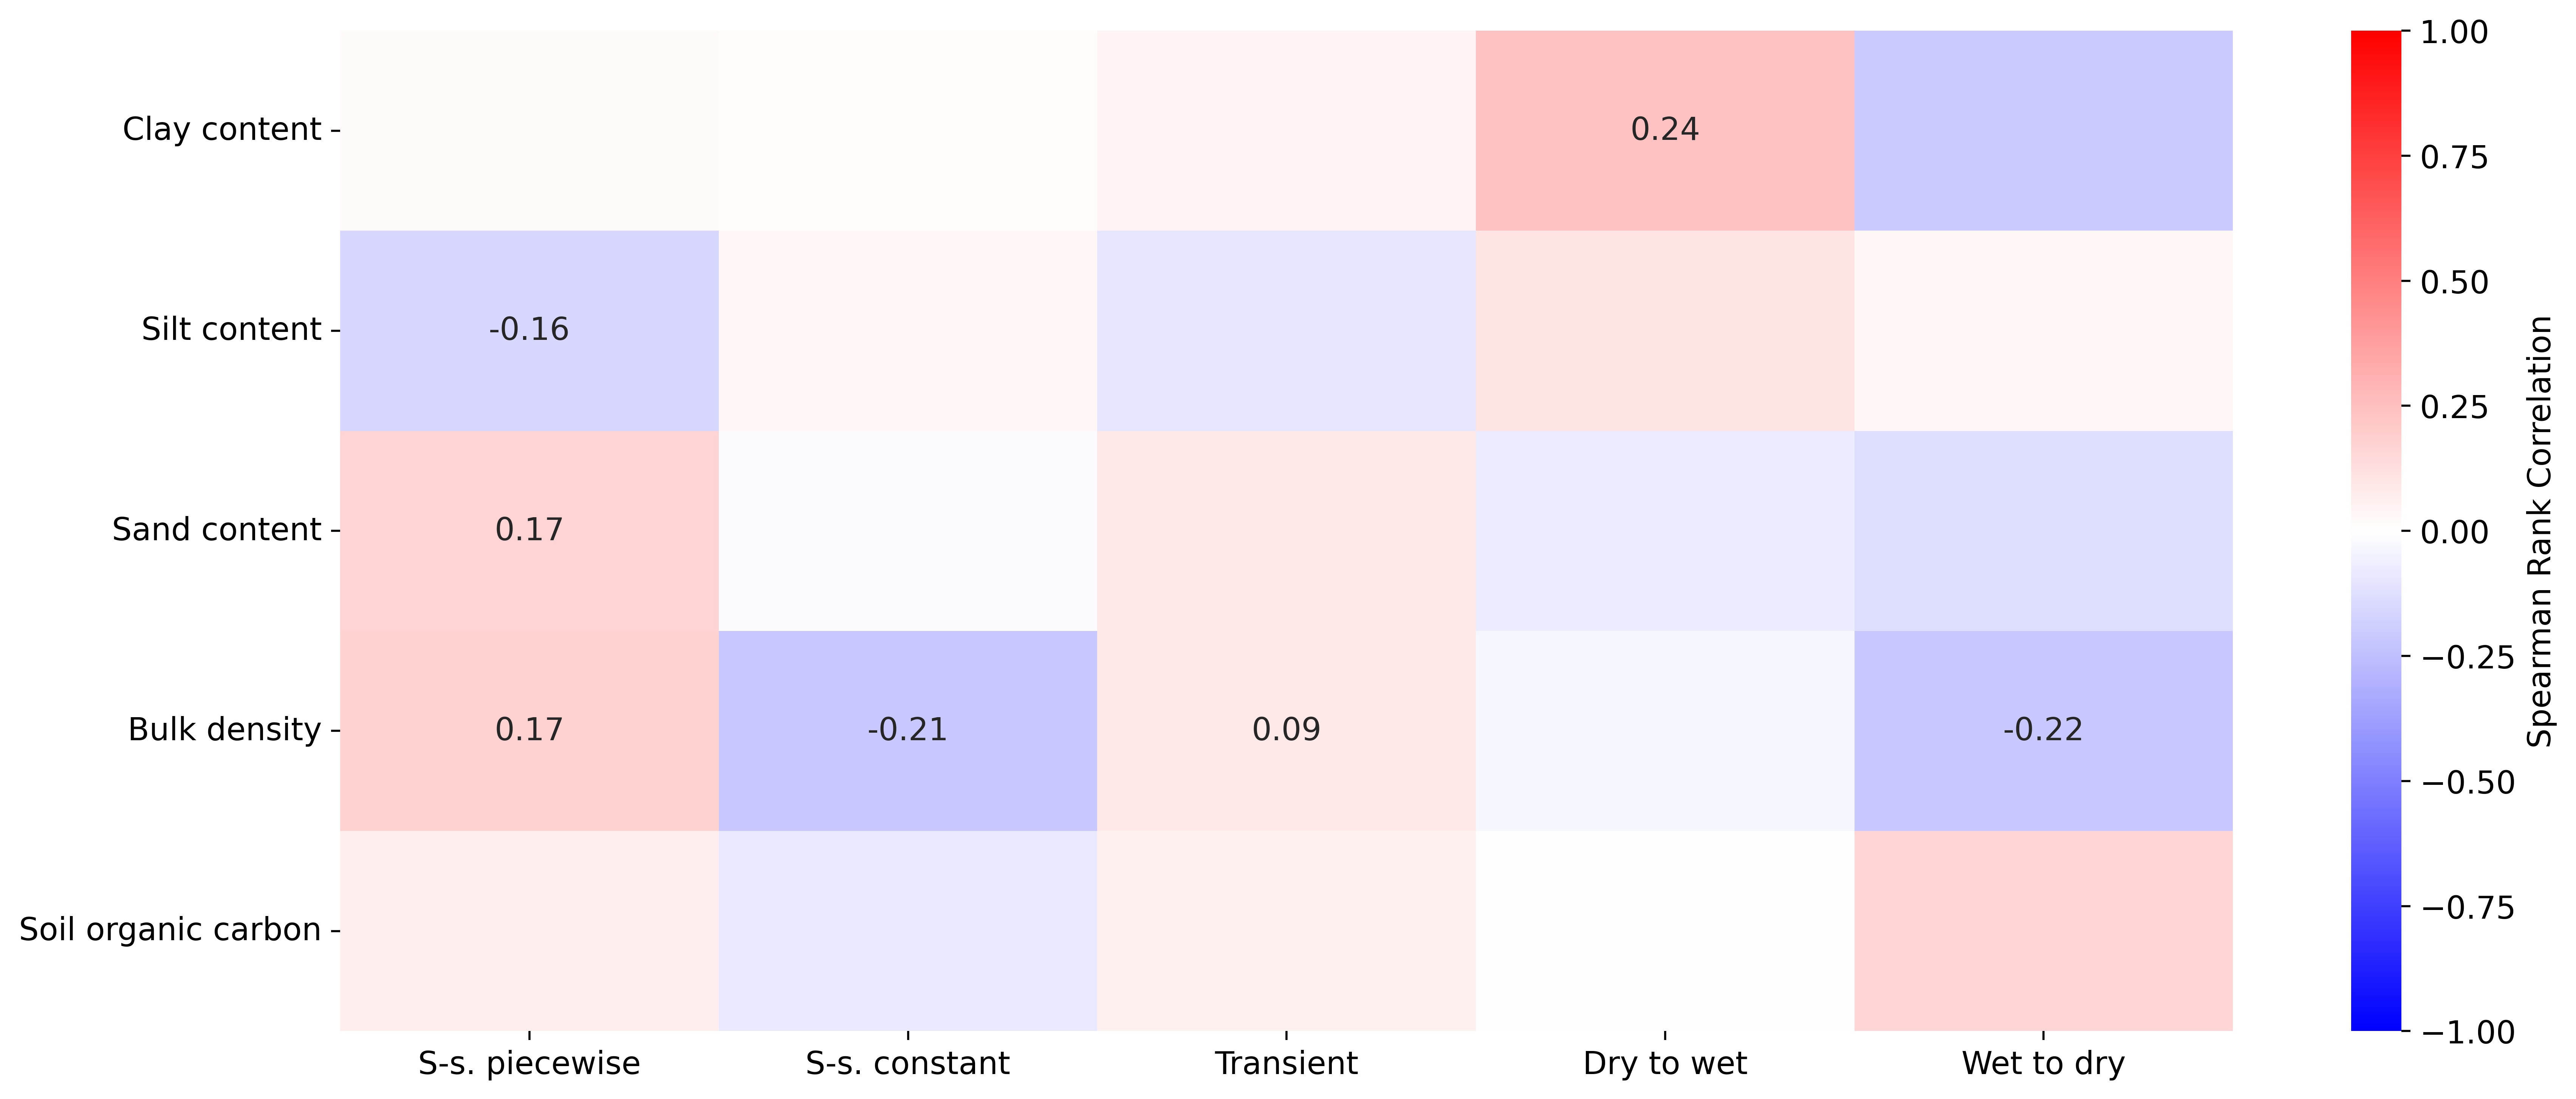 Clay content
0.24
Silt content
-0.16
Sand content
0.17
Bulk density
0.17
-0.21
0.09
-0.22
Soil organic carbon
S-s. piecewise
S-s. constant
Transient
Dry to wet
Wet to dry
1.00
0.75
0.50
0.25
0.00
−0.25
−0.50
−0.75
−1.00
Spearman Rank Correlation